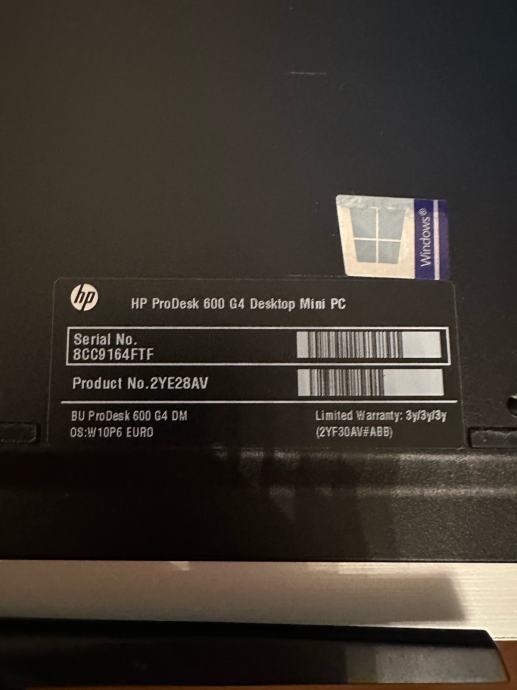 Windows®
hp
HP ProDesk 600 G4 Desktop Mini PC
Serial No.
8CC9164FTF
Product No.2YE28AV
BU ProDesk 600 G4 DM
OS:W10P6 EURO
Limited Warranty: 3y/3y/3y
(2YF30AV#ABB)